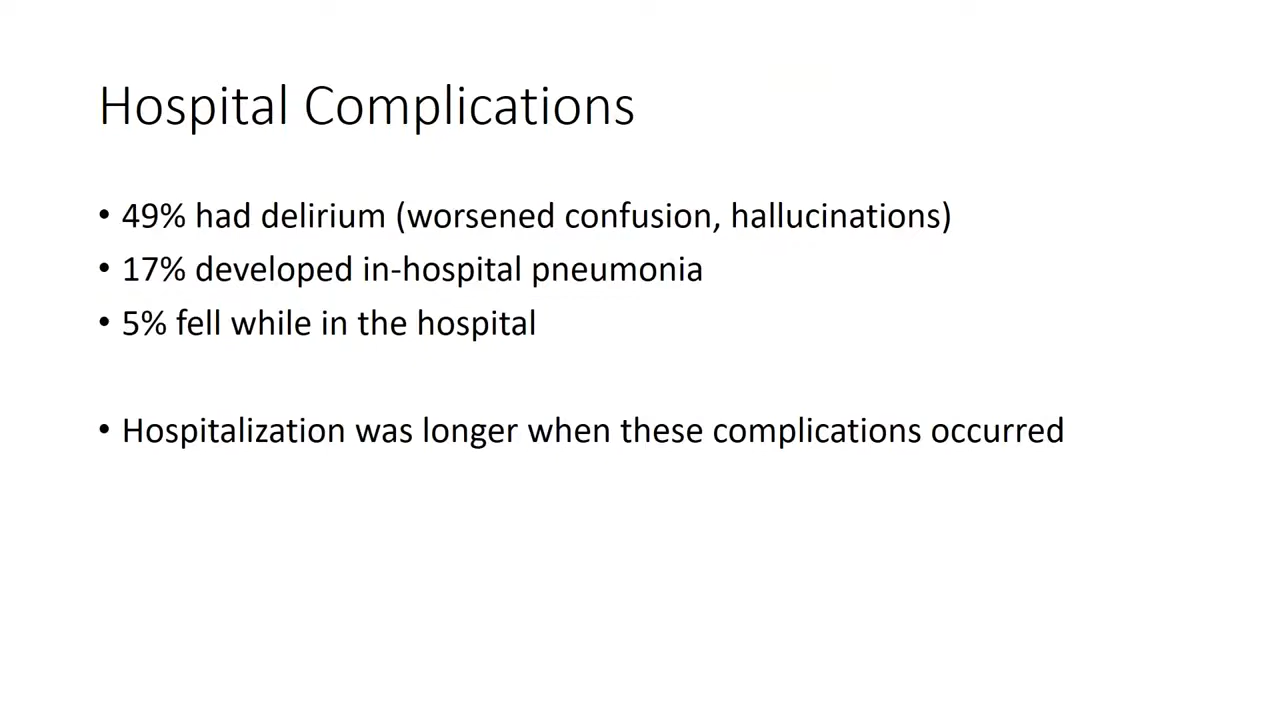 Hospital Complications
• 49% had delirium (worsened confusion, hallucinations)
• 17% developed in-hospital pneumonia
• 5% fell while in the hospital
• Hospitalization was longer when these complications occurred